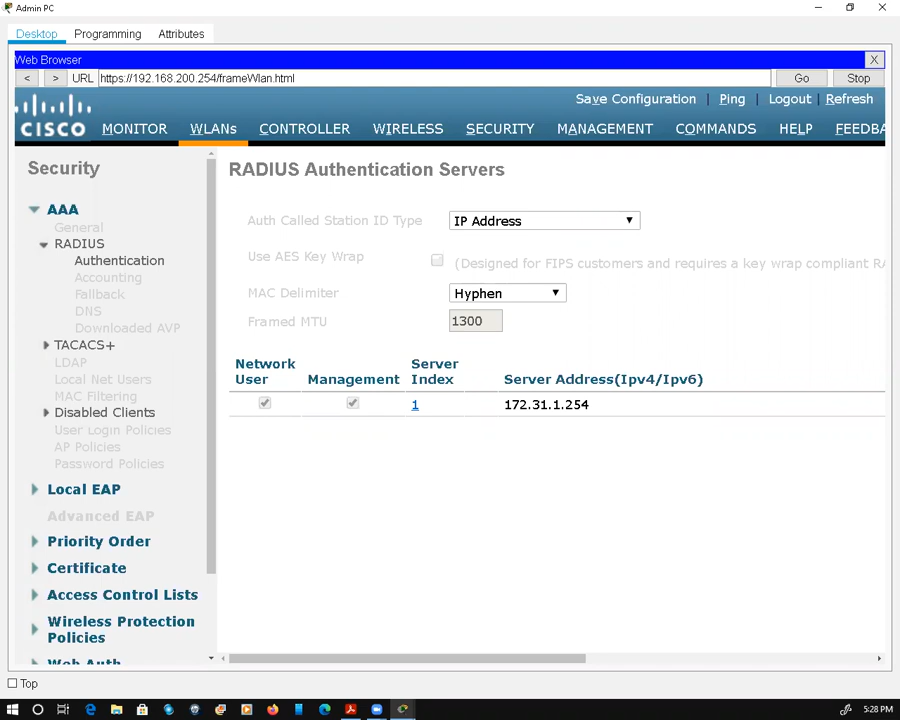 Admin PC
Desktop Programming Attributes
Web Browser X
< > URL https://192.168.200.254/frameWlan.html Go Stop
Save Configuration | Ping | Logout | Refresh
CISCO MONITOR WLANs CONTROLLER WIRELESS SECURITY MANAGEMENT COMMANDS HELP FEEDBA
Security
AAA
General
RADIUS
Authentication
Accounting
Fallback
DNS
Downloaded AVP
TACACS+
LDAP
Local Net Users
MAC Filtering
Disabled Clients
User Login Policies
AP Policies
Password Policies
Local EAP
Advanced EAP
Priority Order
Certificate
Access Control Lists
Wireless Protection
Policies
Web Auth
RADIUS Authentication Servers
Auth Called Station ID Type IP Address
Use AES Key Wrap (Designed for FIPS customers and requires a key wrap compliant RA
MAC Delimiter Hyphen
Framed MTU 1300
Network User Management Server Index Server Address(Ipv4/Ipv6)
1 172.31.1.254
Top
5:28 PM